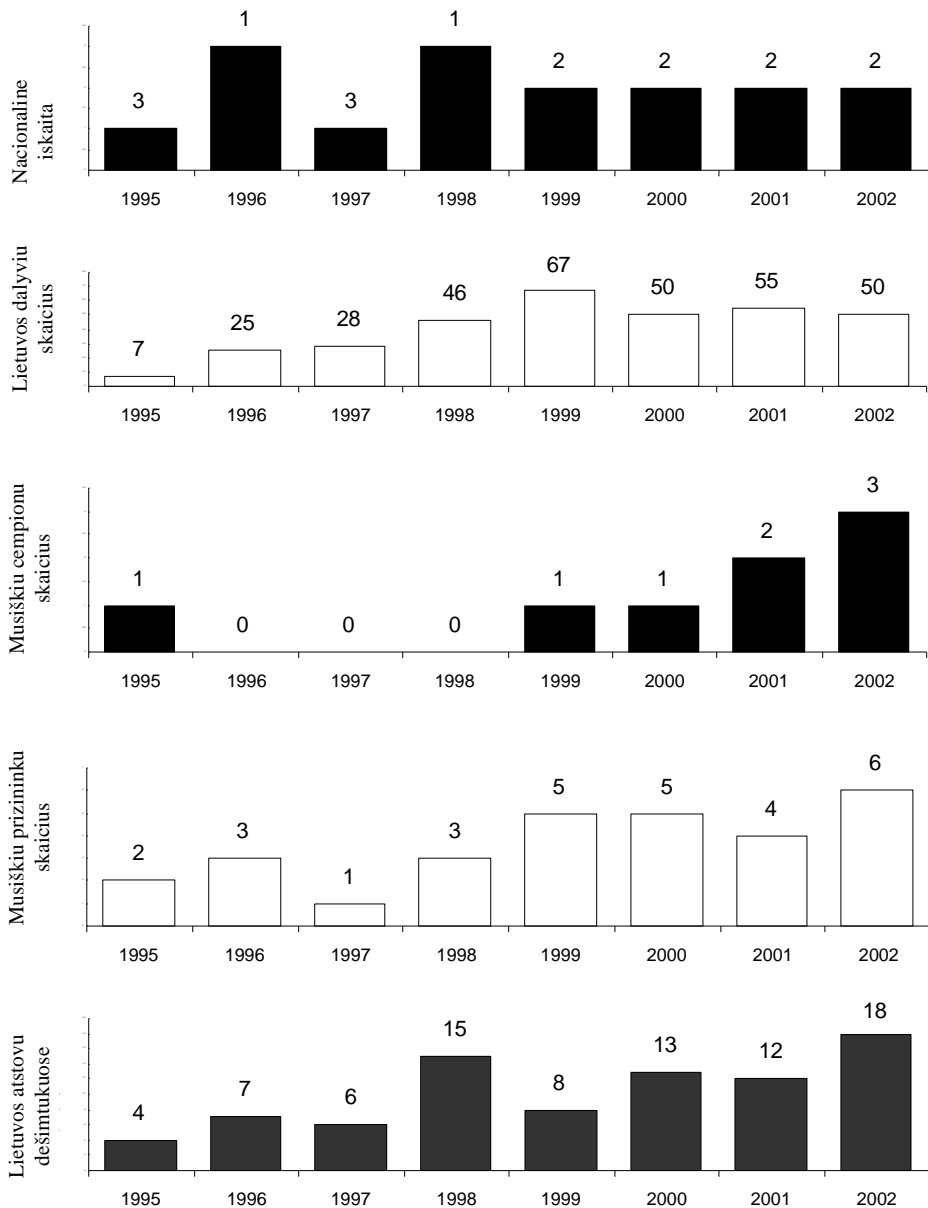 Nacionaline
iskaita
3 1 3 1 2 2 2 2
1995 1996 1997 1998 1999 2000 2001 2002
Lietuvos dalyviu
skaicius
7 25 28 46 67 50 55 50
1995 1996 1997 1998 1999 2000 2001 2002
Musiškiu cempionu
skaicius
1 0 0 0 1 1 2 3
1995 1996 1997 1998 1999 2000 2001 2002
Musiškiu prizininku
skaicius
2 3 1 3 5 5 4 6
1995 1996 1997 1998 1999 2000 2001 2002
Lietuvos atstovu
dešimtukuose
4 7 6 15 8 13 12 18
1995 1996 1997 1998 1999 2000 2001 2002